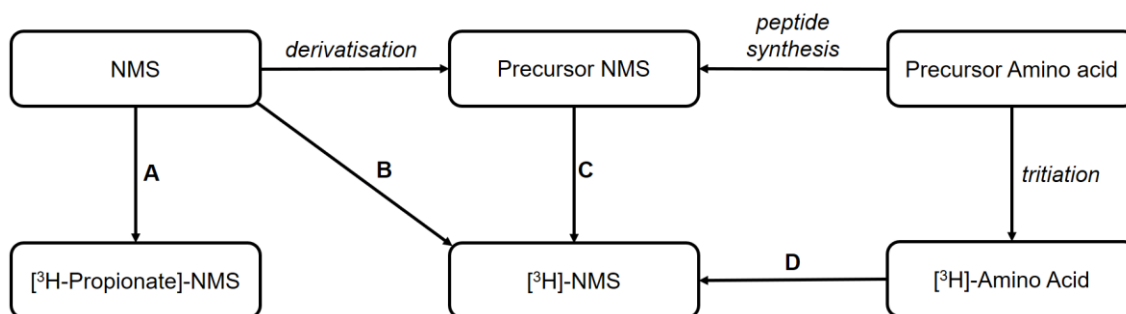 NMS
derivatisation
Precursor NMS
peptide
synthesis
Precursor Amino acid
A
B
C
tritiation
[³H-Propionate]-NMS
[³H]-NMS
D
[³H]-Amino Acid